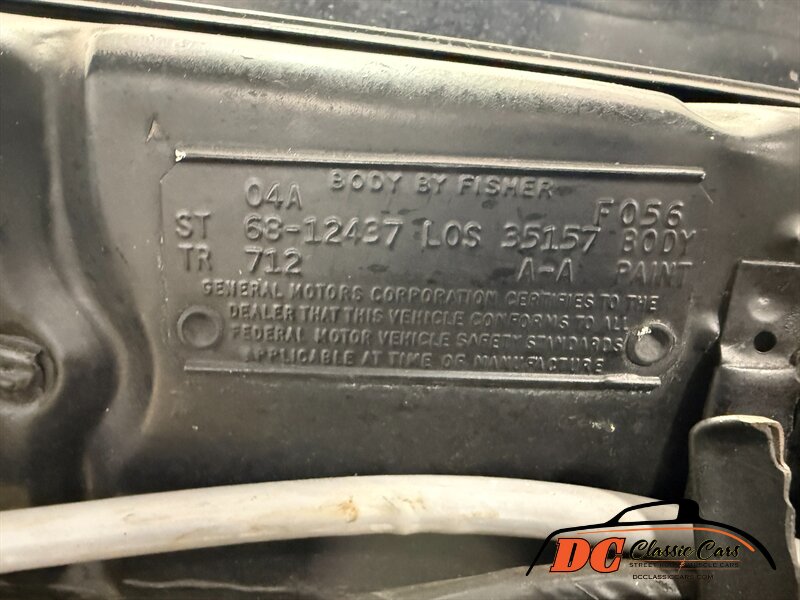 BODY BY FISHER
04A F056
ST 68-12437 LOS 35157 BODY
TR 712 A-A PAINT
GENERAL MOTORS CORPORATION CERTIFIES TO THE
DEALER THAT THIS VEHICLE CONFORMS TO ALL
FEDERAL MOTOR VEHICLE SAFETY STANDARDS
APPLICABLE AT TIME OF MANUFACTURE
DC Classic Cars
STREET RODS & MUSCLE CARS
DCCLASSICCARS.COM